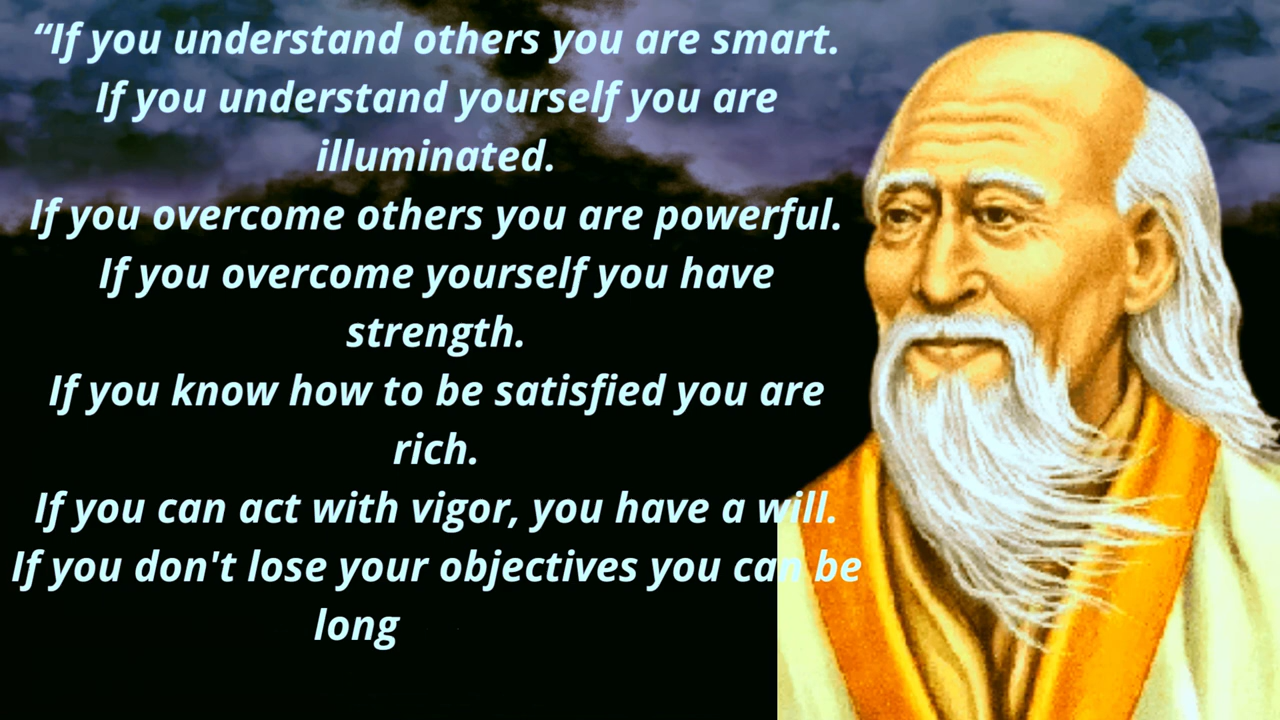 “If you understand others you are smart.
If you understand yourself you are
illuminated.
If you overcome others you are powerful.
If you overcome yourself you have
strength.
If you know how to be satisfied you are
rich.
If you can act with vigor, you have a will.
If you don't lose your objectives you can be
long